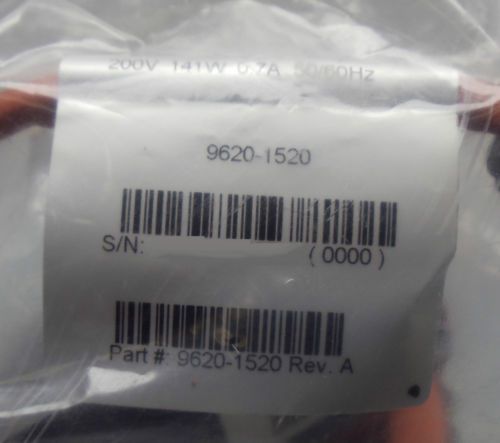 200V 141W 0.7A 50/60Hz
9620-1520
S/N:
( 0000 )
Part #: 9620-1520 Rev. A